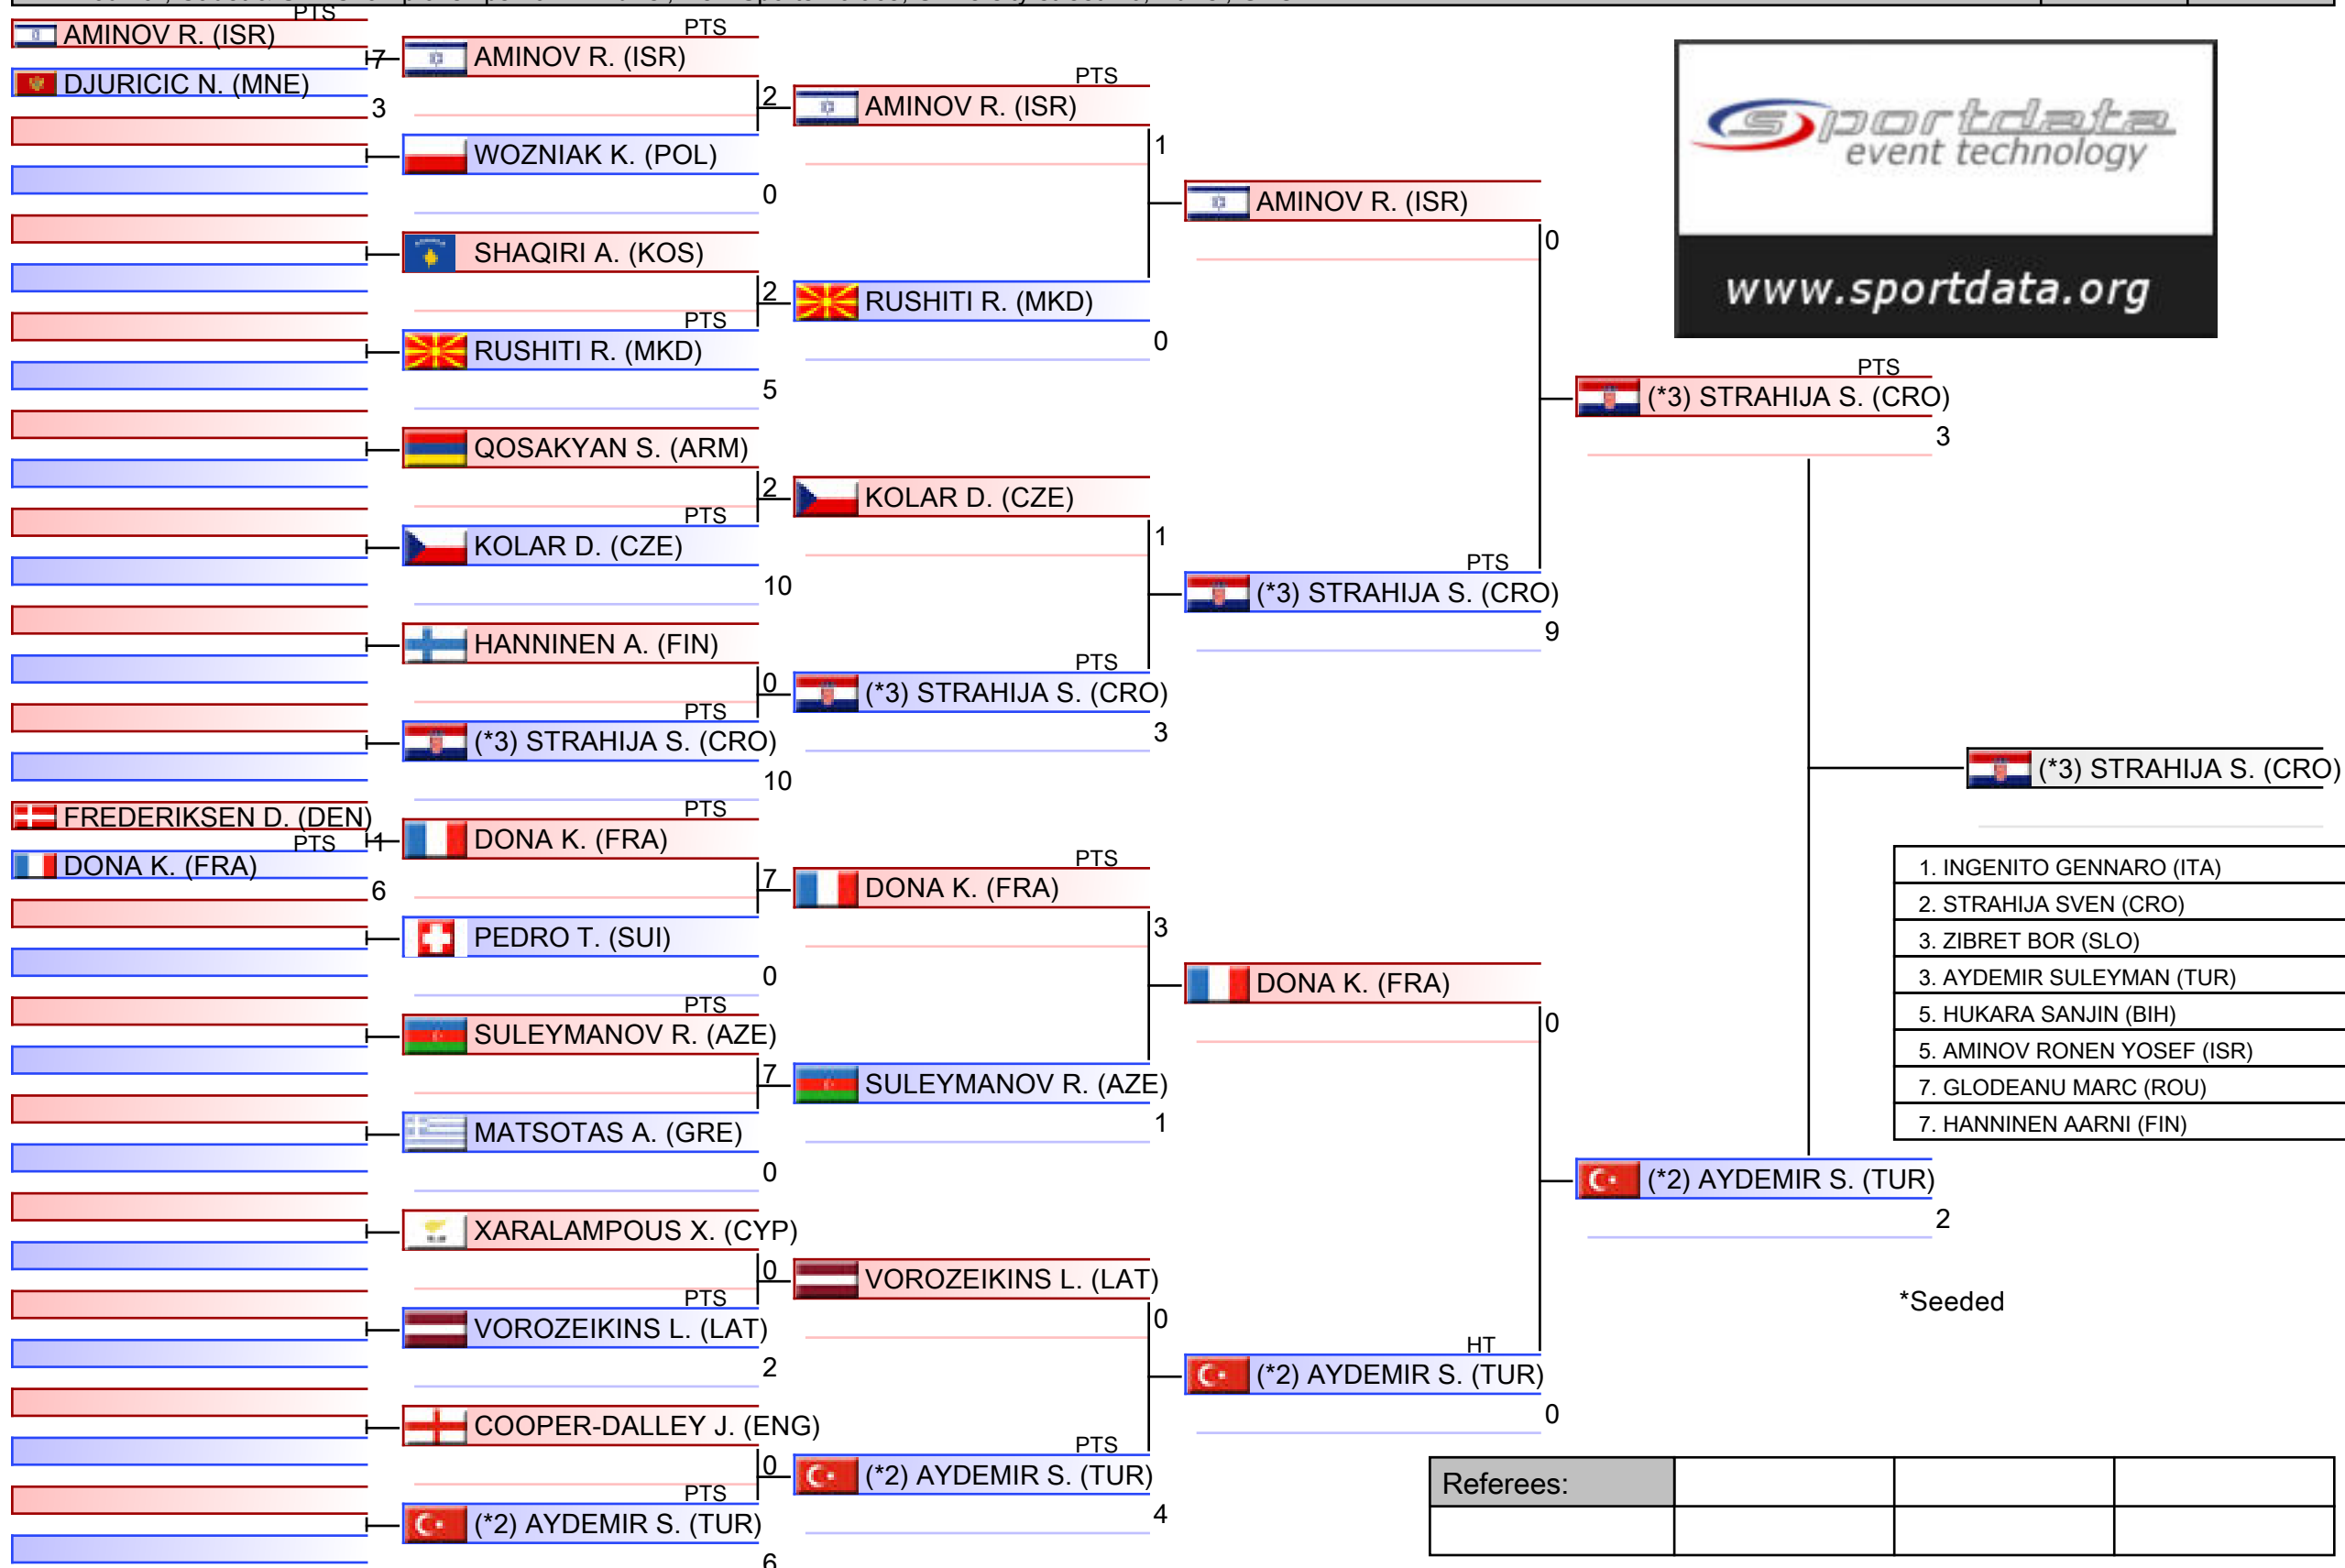 PTS
AMINOV R. (ISR)
7
DJURICIC N. (MNE)
3
FREDERIKSEN D. (DEN)
1
PTS
DONA K. (FRA)
6
PTS
AMINOV R. (ISR)
2
WOZNIAK K. (POL)
0
SHAQIRI A. (KOS)
2
PTS
RUSHITI R. (MKD)
5
QOSAKYAN S. (ARM)
2
PTS
KOLAR D. (CZE)
10
HANNINEN A. (FIN)
0
PTS
(*3) STRAHIJA S. (CRO)
10
PTS
DONA K. (FRA)
7
PEDRO T. (SUI)
0
PTS
SULEYMANOV R. (AZE)
7
MATSOTAS A. (GRE)
0
XARALAMPOUS X. (CYP)
0
PTS
VOROZEIKINS L. (LAT)
2
COOPER-DALLEY J. (ENG)
0
PTS
(*2) AYDEMIR S. (TUR)
6
PTS
AMINOV R. (ISR)
1
RUSHITI R. (MKD)
0
KOLAR D. (CZE)
1
PTS
(*3) STRAHIJA S. (CRO)
3
PTS
DONA K. (FRA)
3
SULEYMANOV R. (AZE)
1
VOROZEIKINS L. (LAT)
0
PTS
(*2) AYDEMIR S. (TUR)
4
AMINOV R. (ISR)
0
PTS
(*3) STRAHIJA S. (CRO)
9
DONA K. (FRA)
0
HT
(*2) AYDEMIR S. (TUR)
0
sportdata
event technology
www.sportdata.org
PTS
(*3) STRAHIJA S. (CRO)
3
(*2) AYDEMIR S. (TUR)
2
(*3) STRAHIJA S. (CRO)
1. INGENITO GENNARO (ITA)
2. STRAHIJA SVEN (CRO)
3. ZIBRET BOR (SLO)
3. AYDEMIR SULEYMAN (TUR)
5. HUKARA SANJIN (BIH)
5. AMINOV RONEN YOSEF (ISR)
7. GLODEANU MARC (ROU)
7. HANNINEN AARNI (FIN)
*Seeded
Referees: